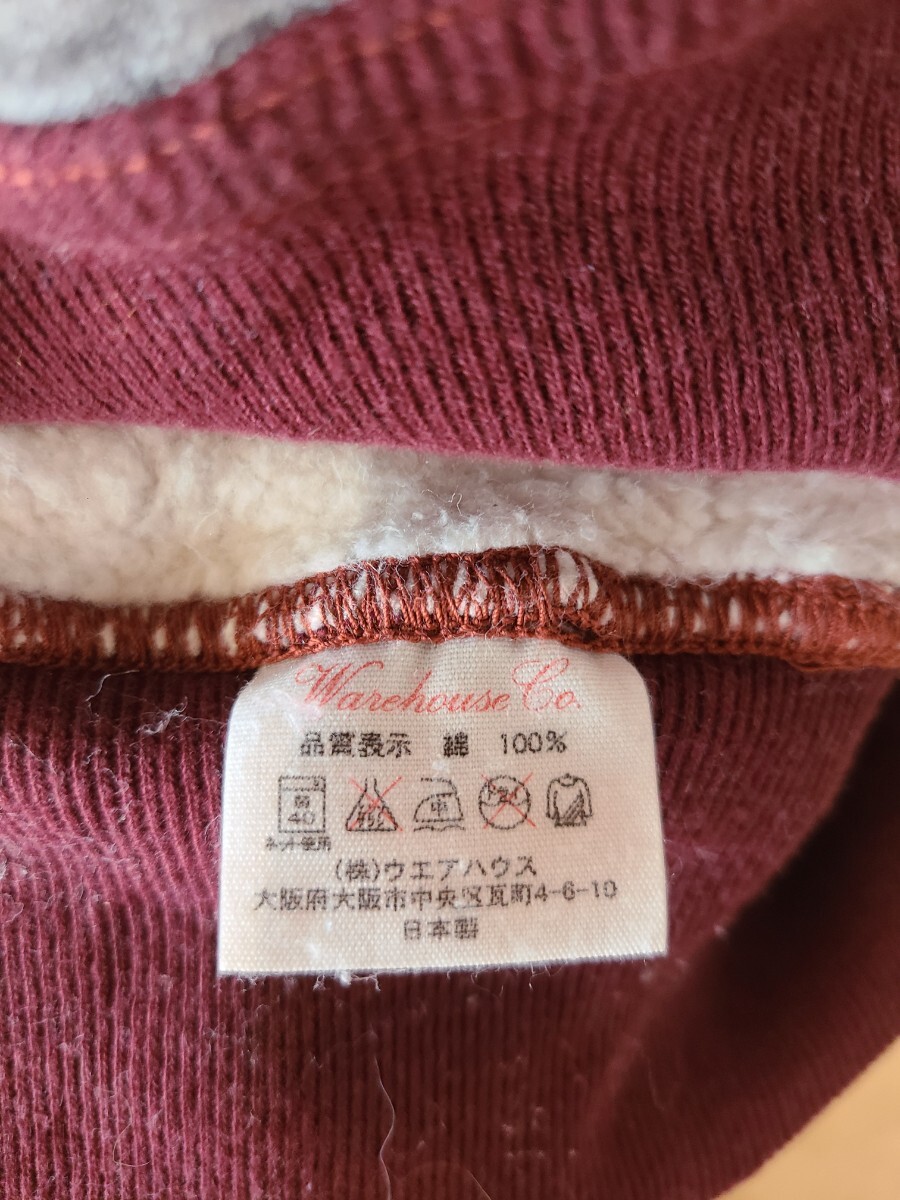 Warehouse Co.
品質表示 綿 100%
弱
40
中
ネット使用
(株)ウエアハウス
大阪府大阪市中央区瓦町4-6-10
日本製